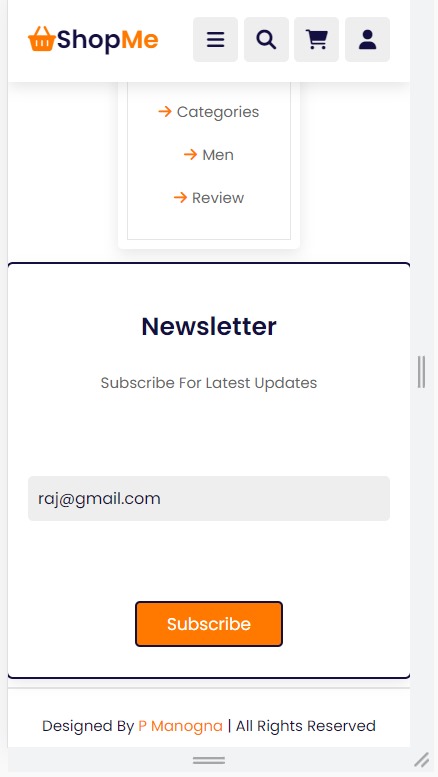 ShopMe
Categories
Men
Review
Newsletter
Subscribe For Latest Updates
raj@gmail.com
Subscribe
Designed By P Manogna | All Rights Reserved